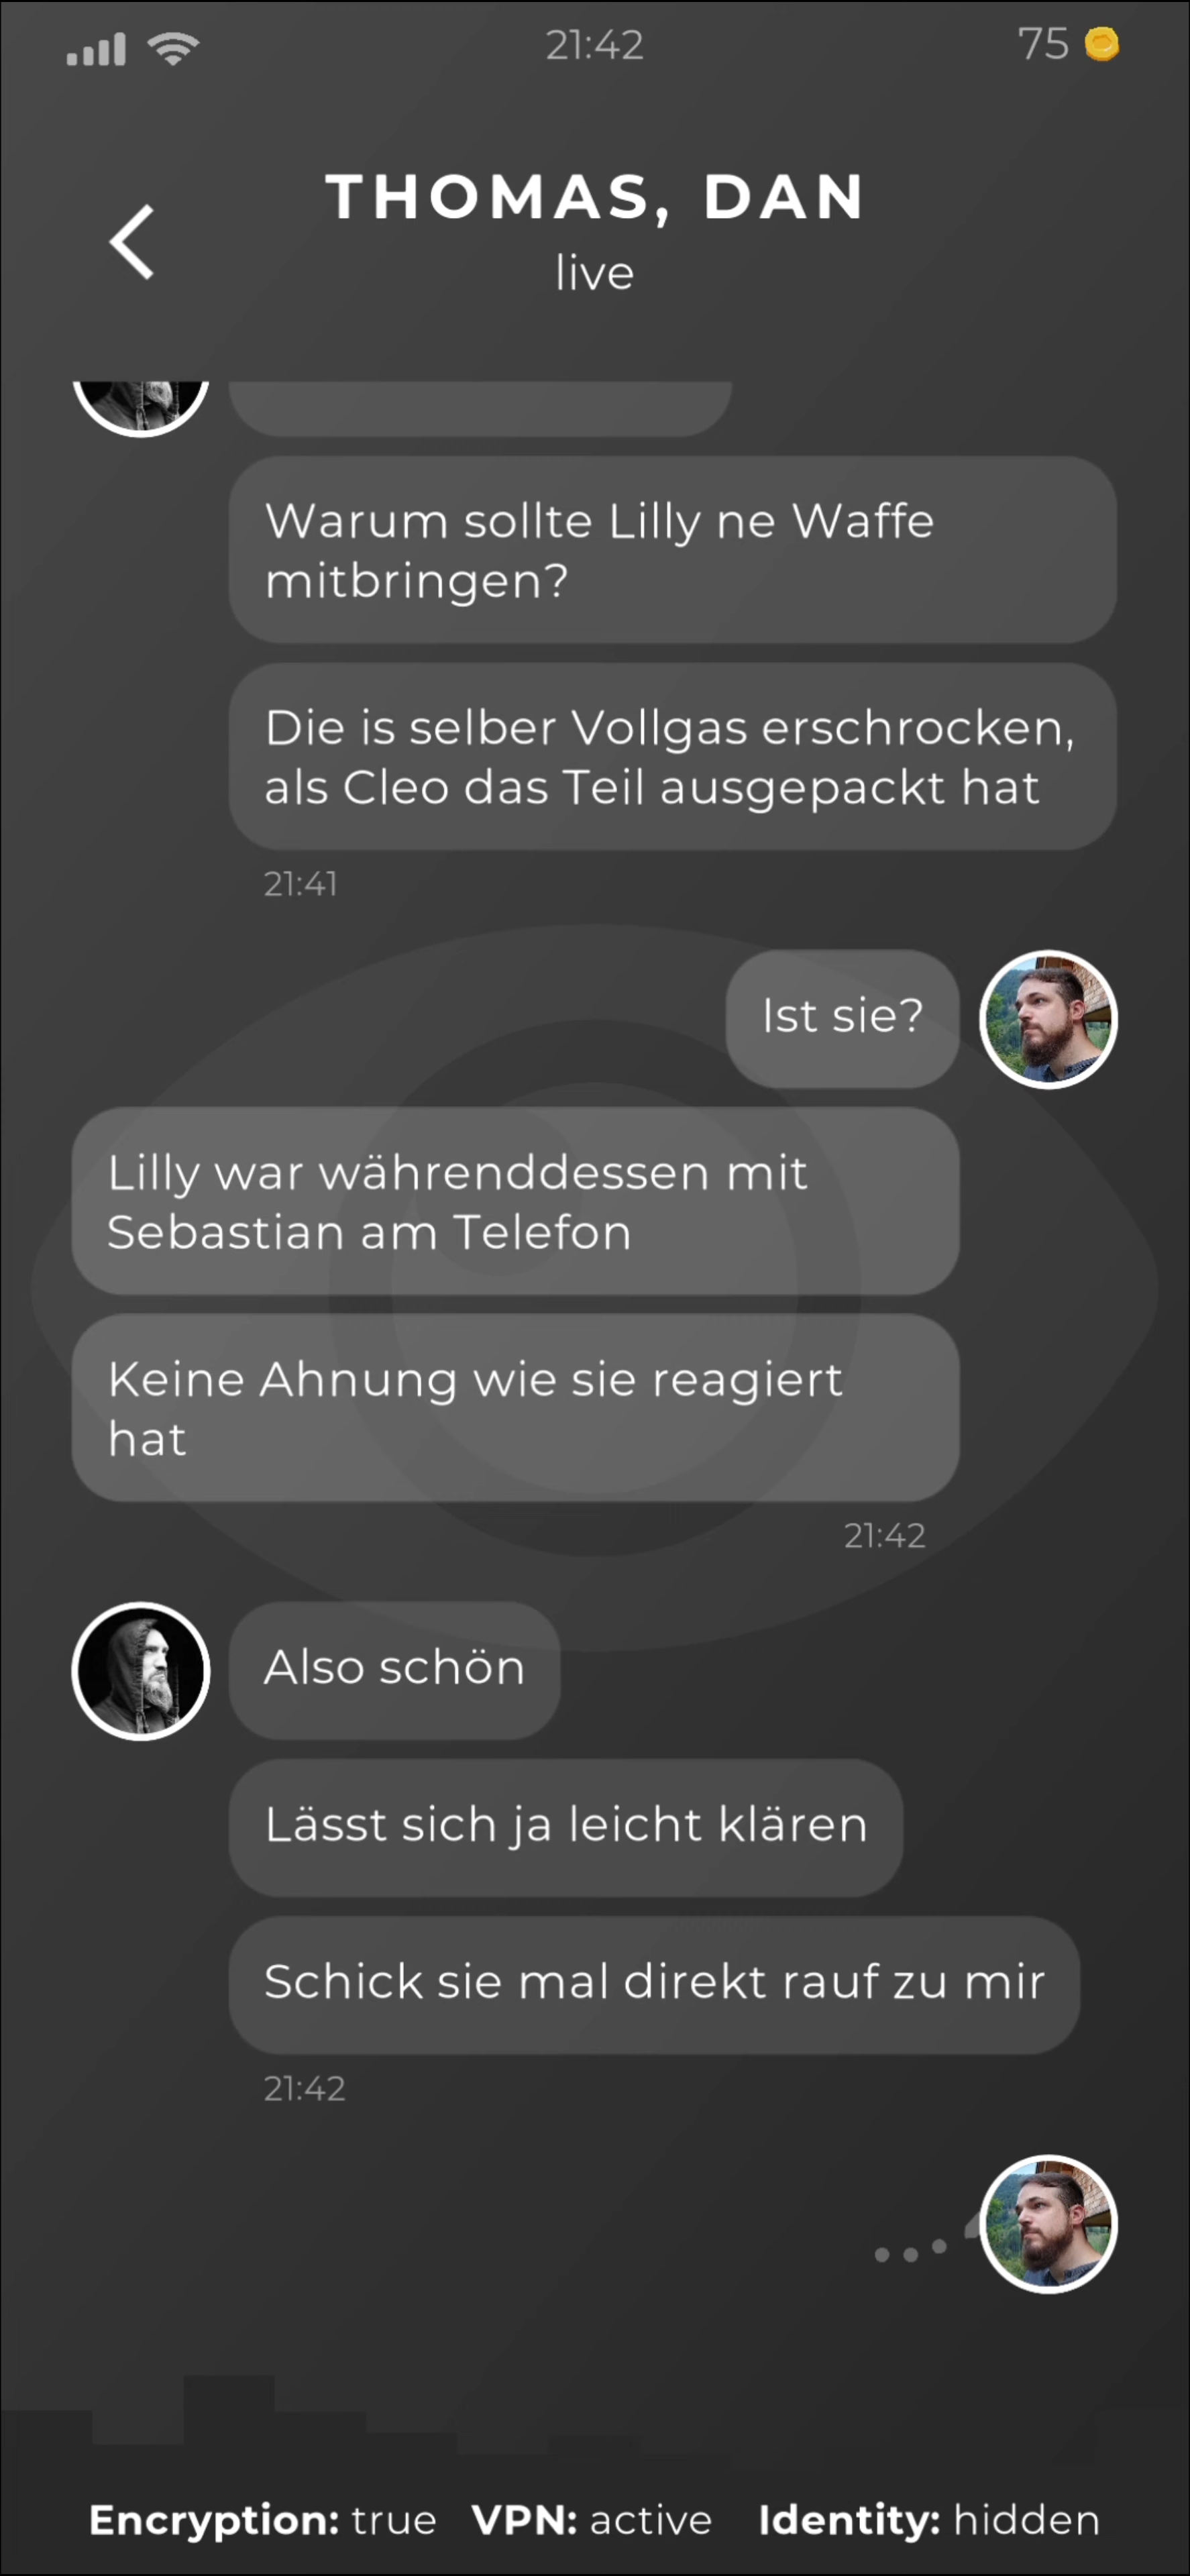 21:42
75
THOMAS, DAN
live
Warum sollte Lilly ne Waffe
mitbringen?
Die is selber Vollgas erschrocken,
als Cleo das Teil ausgepackt hat
21:41
Ist sie?
Lilly war währenddessen mit
Sebastian am Telefon
Keine Ahnung wie sie reagiert
hat
21:42
Also schön
Lässt sich ja leicht klären
Schick sie mal direkt rauf zu mir
21:42
Encryption: true VPN: active Identity: hidden